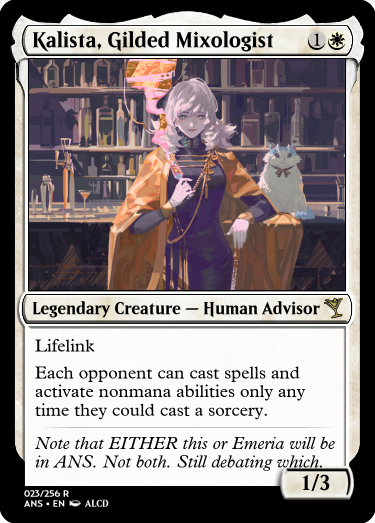 Kalista, Gilded Mixologist 1
Legendary Creature — Human Advisor
Lifelink
Each opponent can cast spells and
activate nonmana abilities only any
time they could cast a sorcery.
Note that EITHER this or Emeria will be
in ANS. Not both. Still debating which.
1/3
023/256 R
ANS • EN ALCD